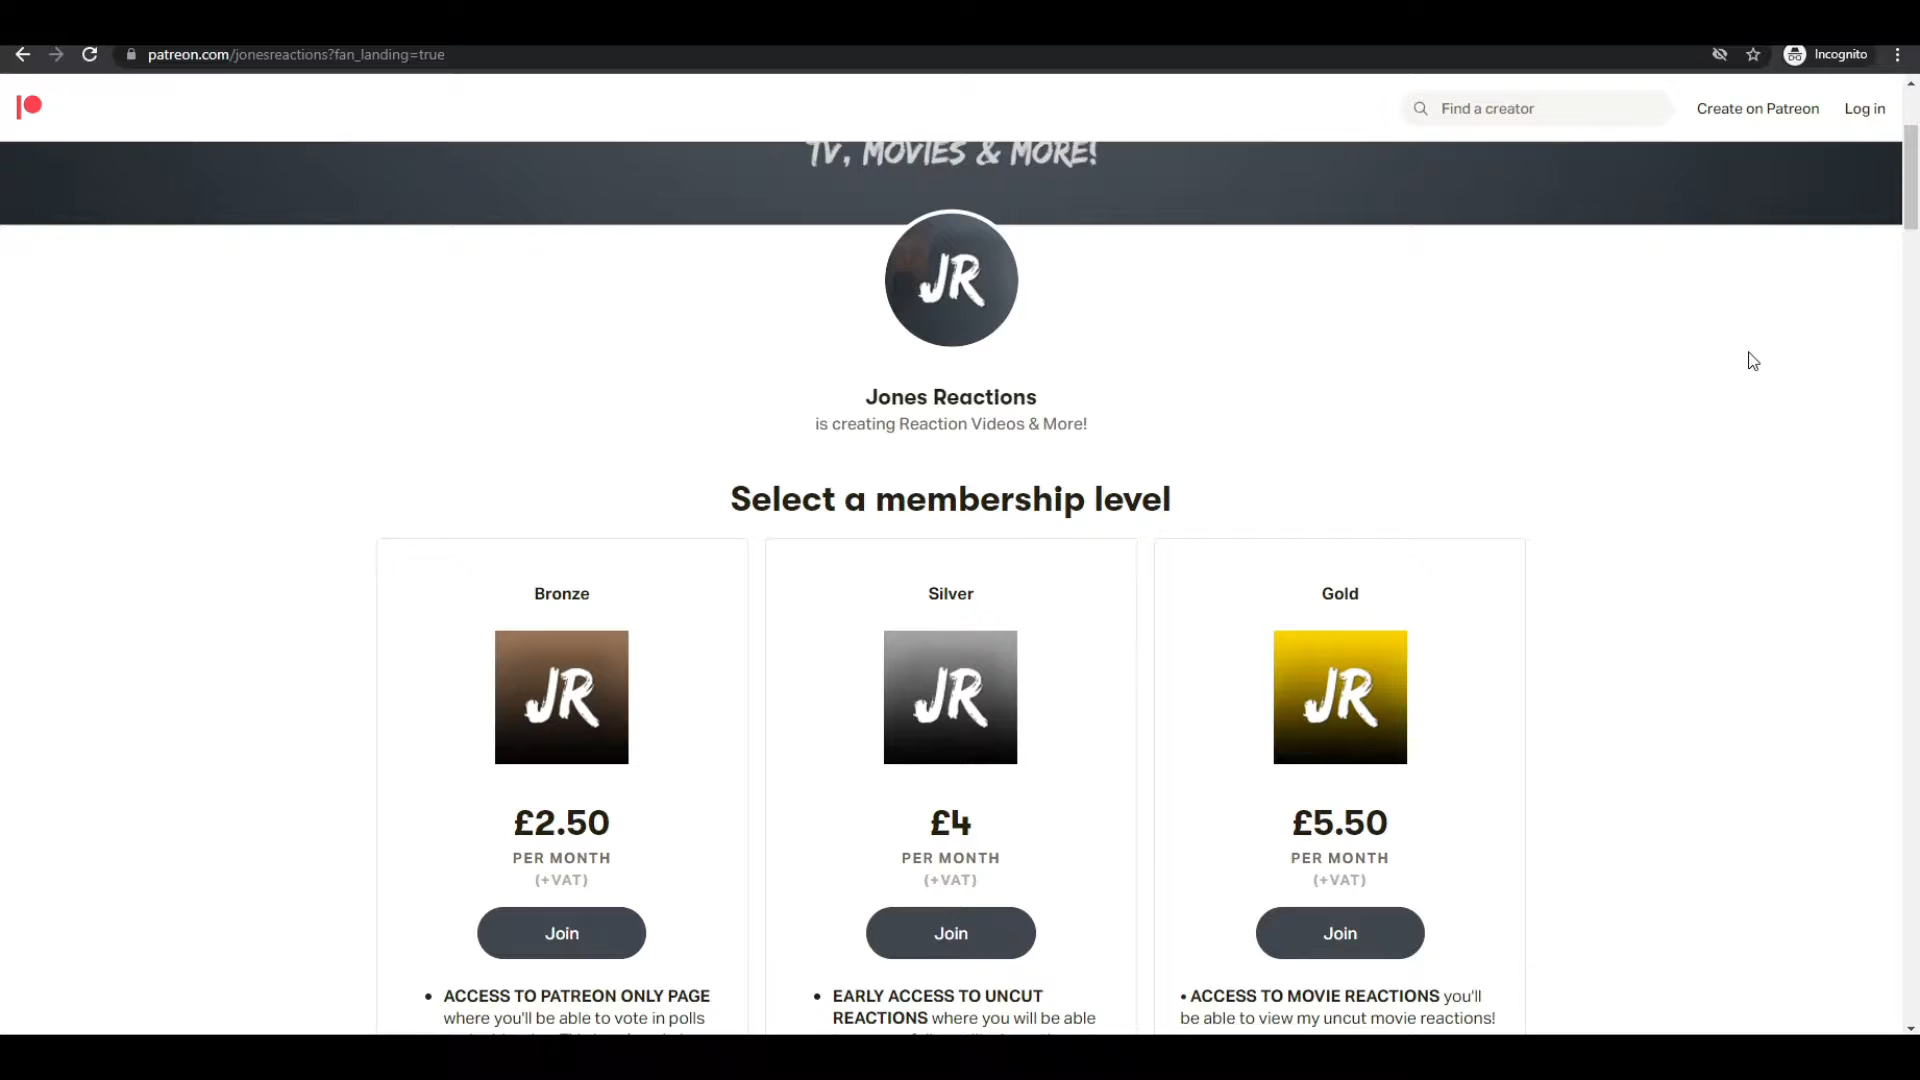 patreon.com/jonesreactions?fan_landing=true
Incognito
Find a creator
Create on Patreon
Log in
TV, MOVIES & MORE!
JR
Jones Reactions
is creating Reaction Videos & More!
Select a membership level
Bronze
JR
£2.50
PER MONTH
(+VAT)
Join
• ACCESS TO PATREON ONLY PAGE
where you'll be able to vote in polls
Silver
JR
£4
PER MONTH
(+VAT)
Join
• EARLY ACCESS TO UNCUT
REACTIONS where you will be able
Gold
JR
£5.50
PER MONTH
(+VAT)
Join
• ACCESS TO MOVIE REACTIONS you'll
be able to view my uncut movie reactions!